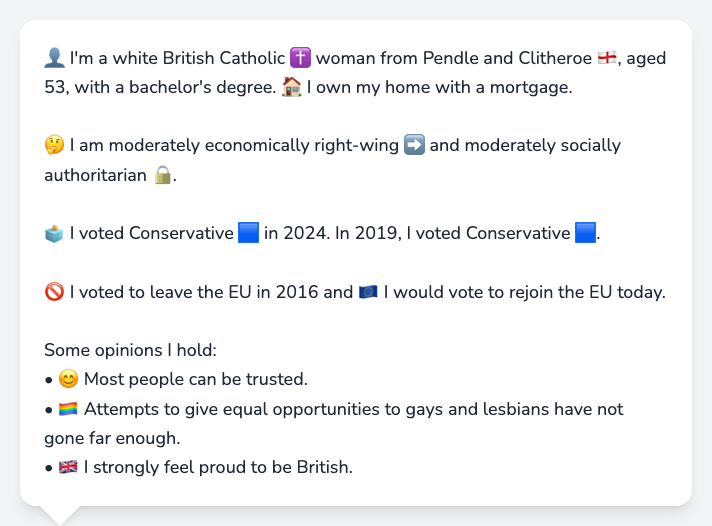 👤 I'm a white British Catholic ✝️ woman from Pendle and Clitheroe 🏴󠁧󠁢󠁥󠁮󠁧󠁿, aged
53, with a bachelor's degree. 🏠 I own my home with a mortgage.
🤔 I am moderately economically right-wing ➡️ and moderately socially
authoritarian 🔒.
🗳️ I voted Conservative 🟦 in 2024. In 2019, I voted Conservative 🟦.
🚫 I voted to leave the EU in 2016 and 🇪🇺 I would vote to rejoin the EU today.
Some opinions I hold:
• 😊 Most people can be trusted.
• 🏳️‍🌈 Attempts to give equal opportunities to gays and lesbians have not
gone far enough.
• 🇬🇧 I strongly feel proud to be British.